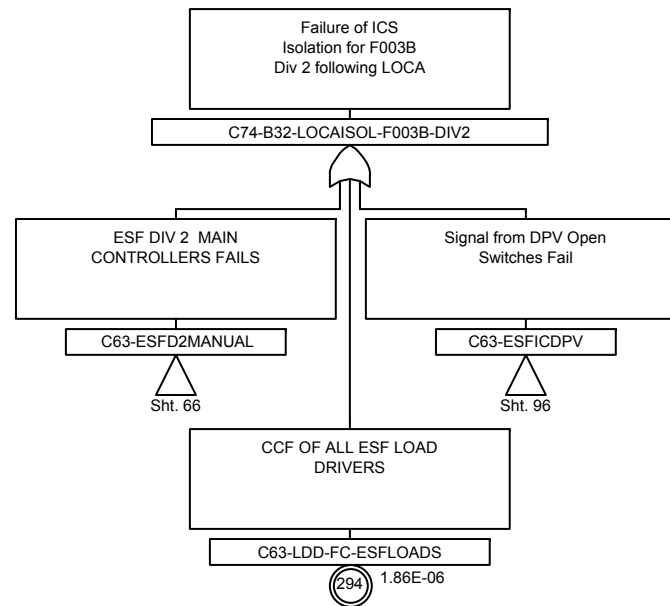 Failure of ICS
Isolation for F003B
Div 2 following LOCA
C74-B32-LOCAISOL-F003B-DIV2
ESF DIV 2 MAIN
CONTROLLERS FAILS
C63-ESFD2MANUAL
Sht. 66
Signal from DPV Open
Switches Fail
C63-ESFICDPV
Sht. 96
CCF OF ALL ESF LOAD
DRIVERS
C63-LDD-FC-ESFLOADS
294
1.86E-06